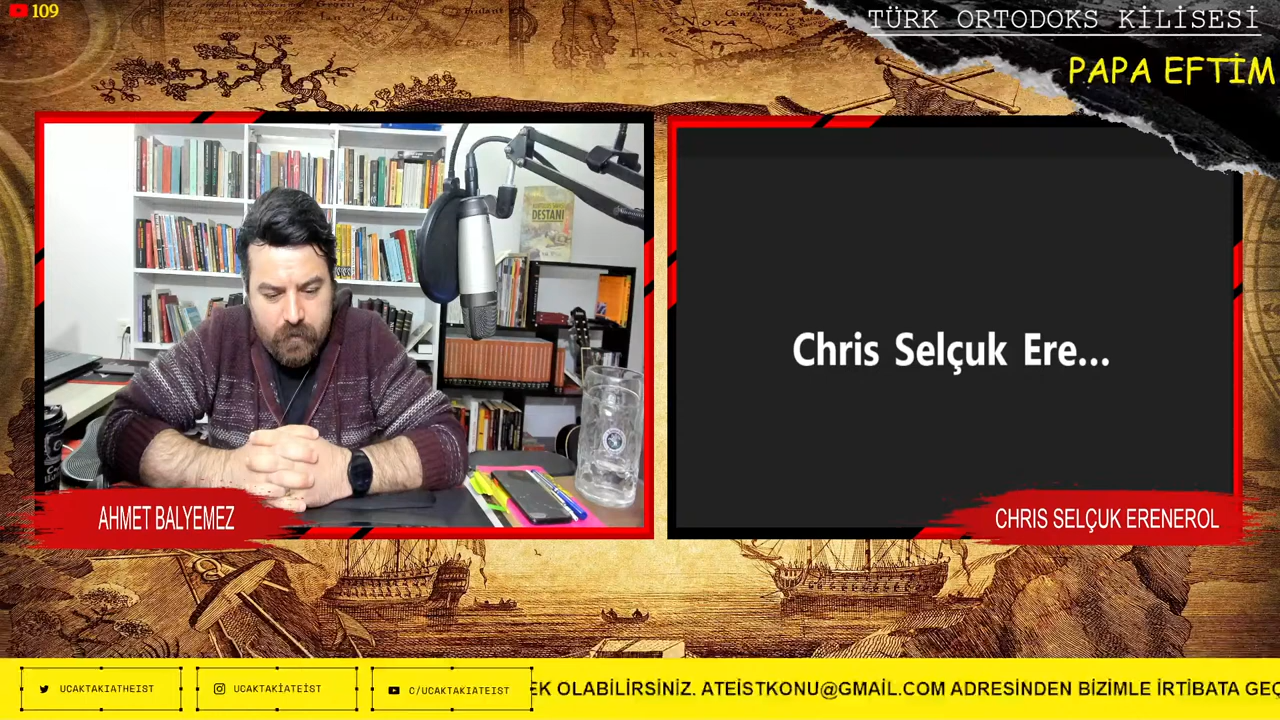 109
TÜRK ORTODOKS KİLİSESİ
PAPA EFTİM
DESTANI
Chris Selçuk Ere...
AHMET BALYEMEZ
CHRIS SELÇUK ERENEROL
UCAKTAKIATHEIST
UCAKTAKİATEİST
C/UCAKTAKIATEIST
EK OLABİLİRSİNİZ. ATEİSTKONU@GMAİL.COM ADRESİNDEN BİZİMLE İRTİBATA GEÇ